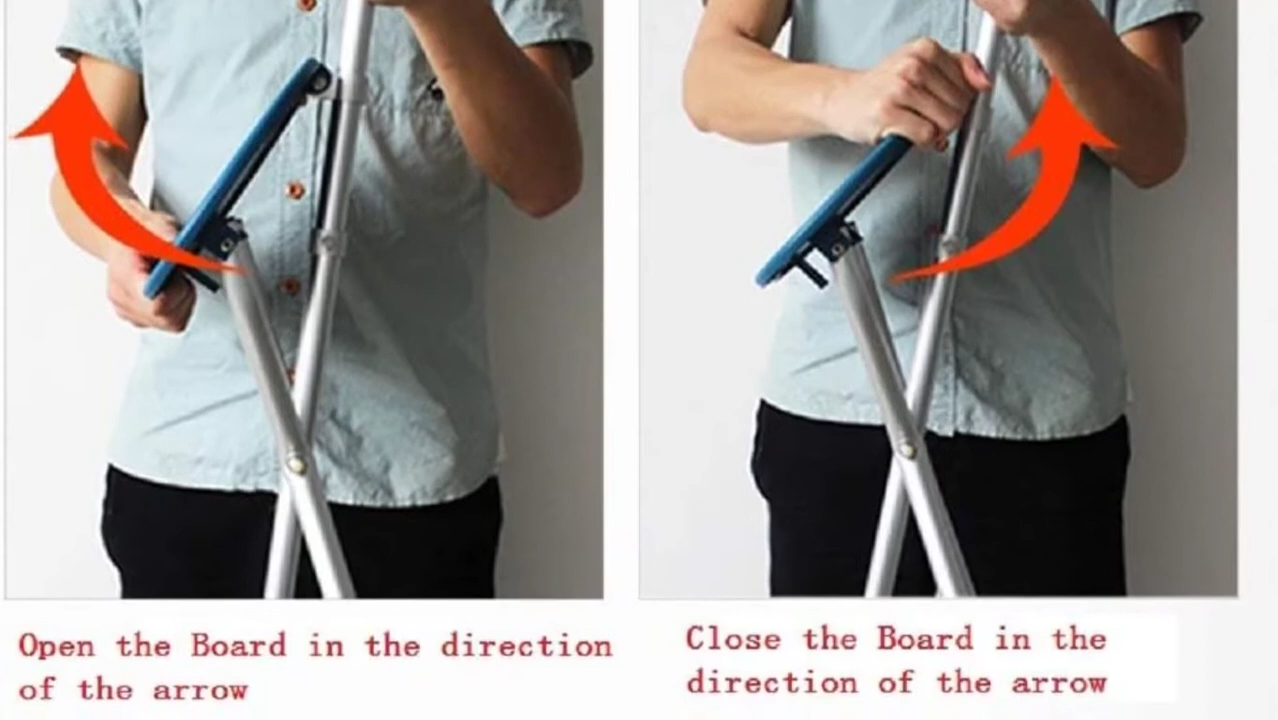 Open the Board in the direction
of the arrow
Close the Board in the
direction of the arrow